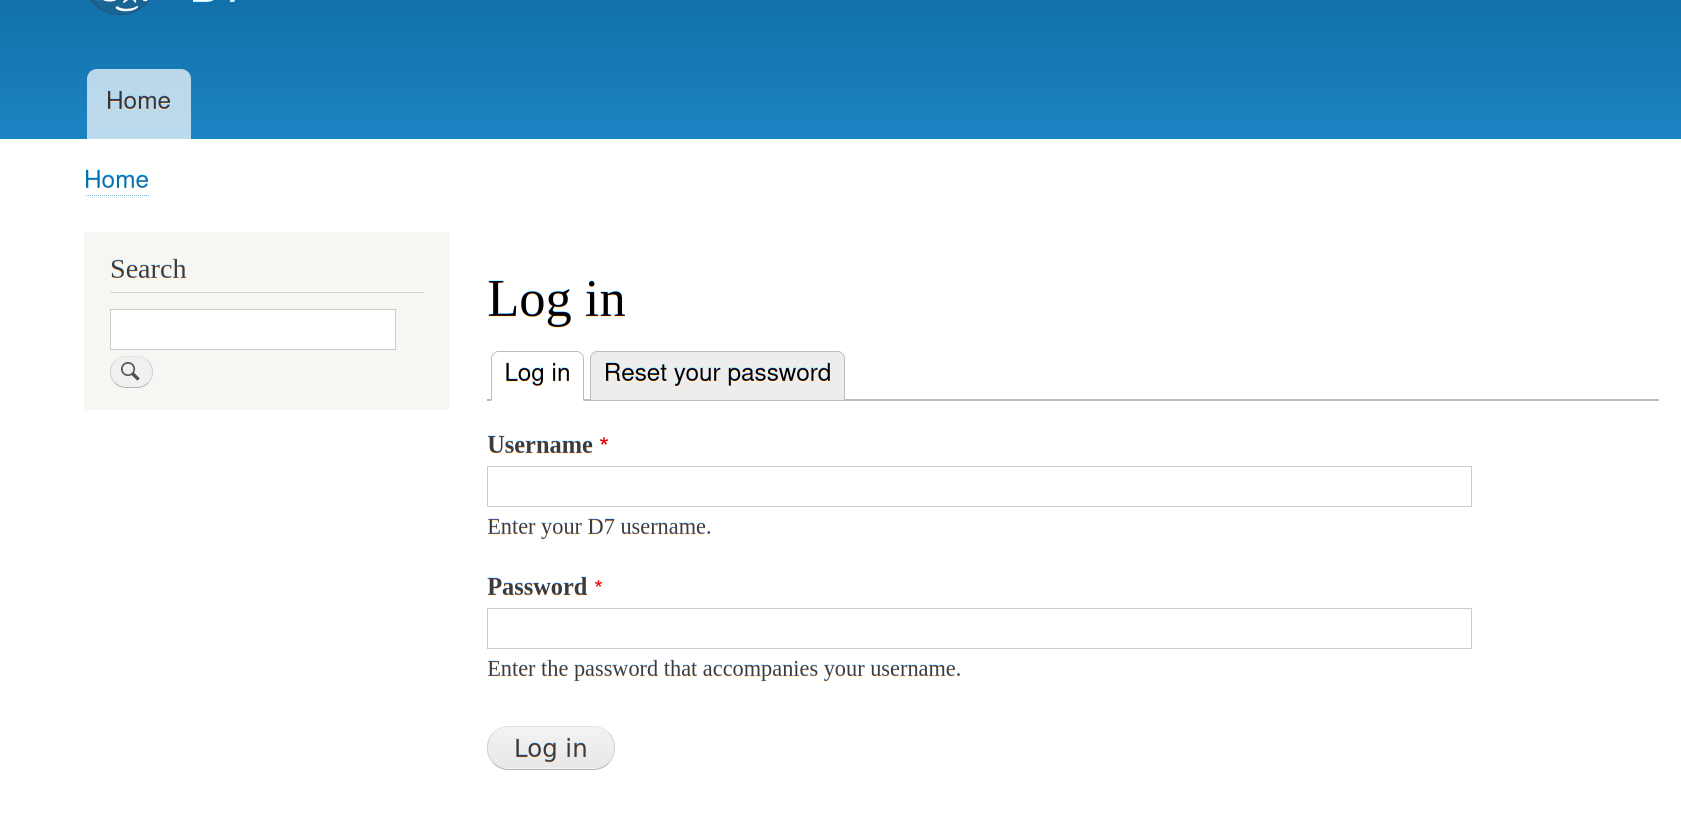 Home
Home
Search
Log in
Log in
Reset your password
Username *
Enter your D7 username.
Password *
Enter the password that accompanies your username.
Log in